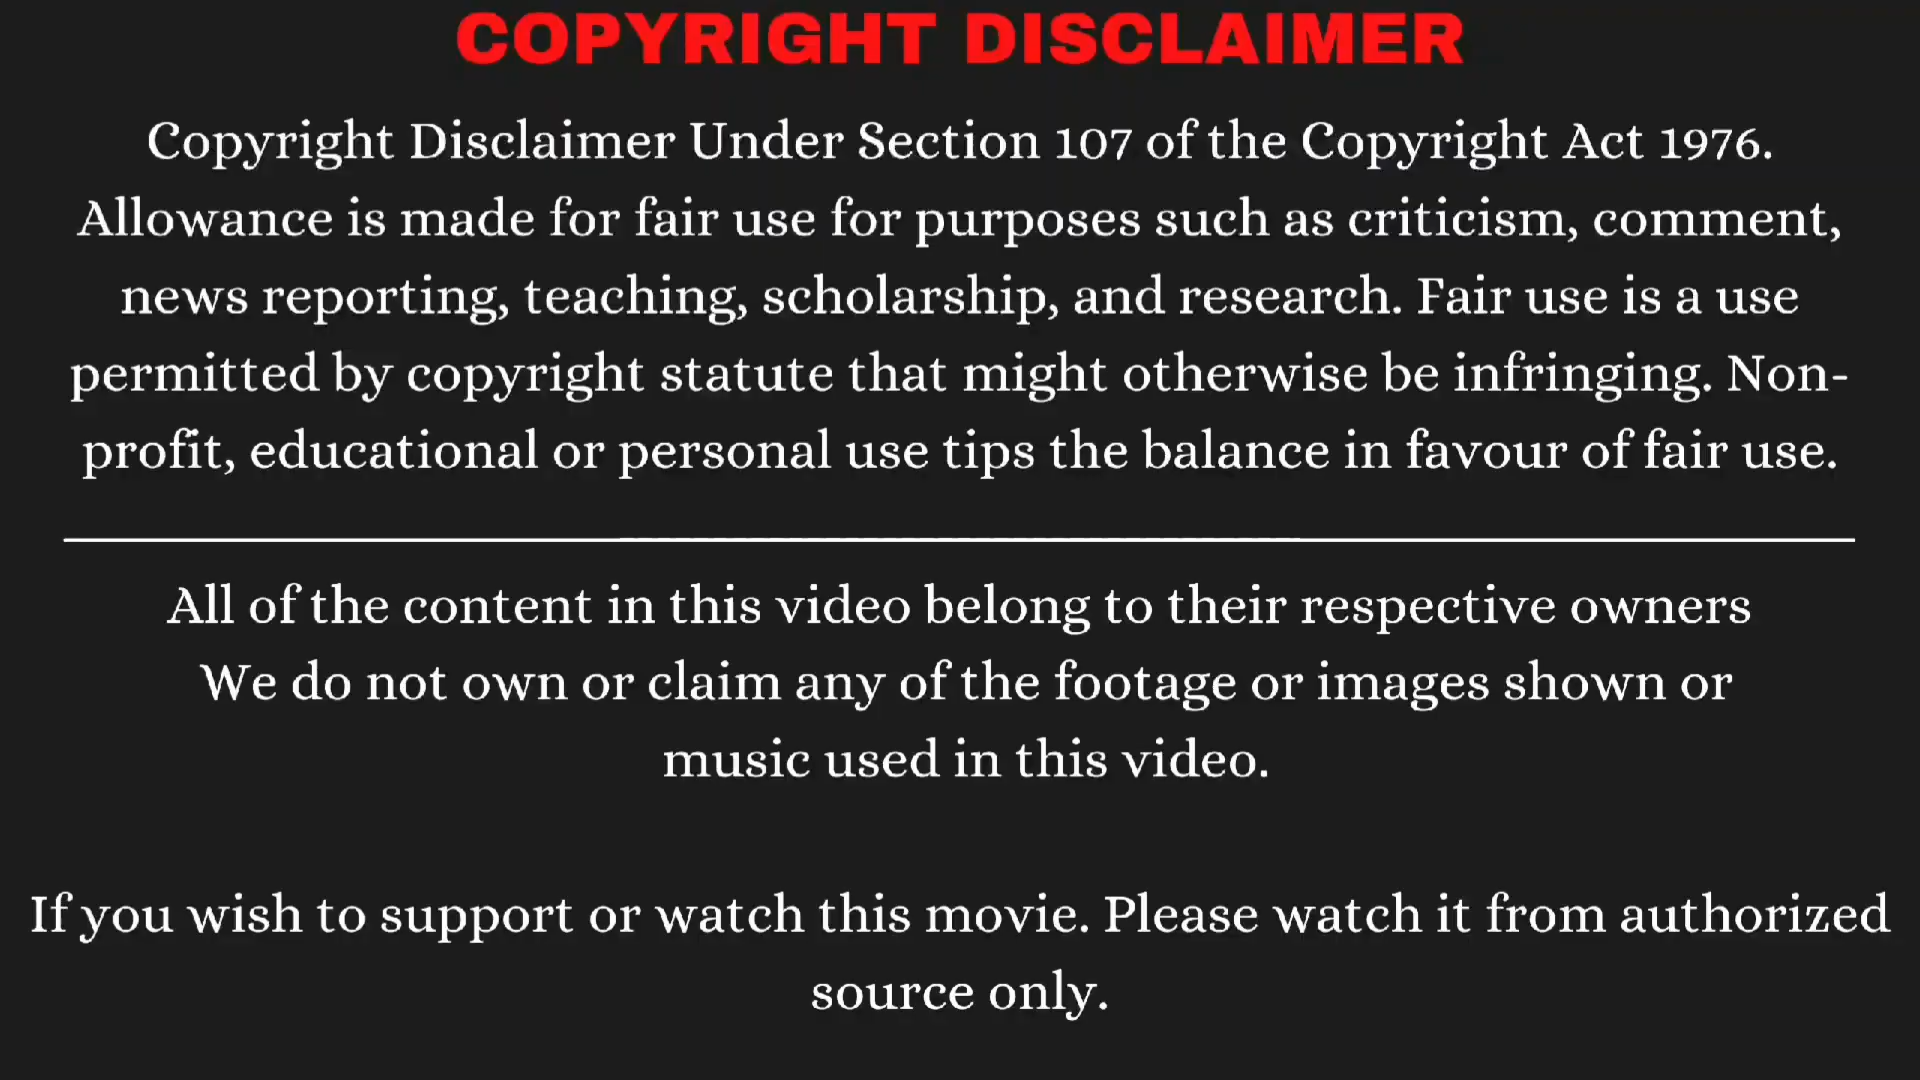 COPYRIGHT DISCLAIMER
Copyright Disclaimer Under Section 107 of the Copyright Act 1976.
Allowance is made for fair use for purposes such as criticism, comment,
news reporting, teaching, scholarship, and research. Fair use is a use
permitted by copyright statute that might otherwise be infringing. Non-
profit, educational or personal use tips the balance in favour of fair use.
All of the content in this video belong to their respective owners
We do not own or claim any of the footage or images shown or
music used in this video.
If you wish to support or watch this movie. Please watch it from authorized
source only.